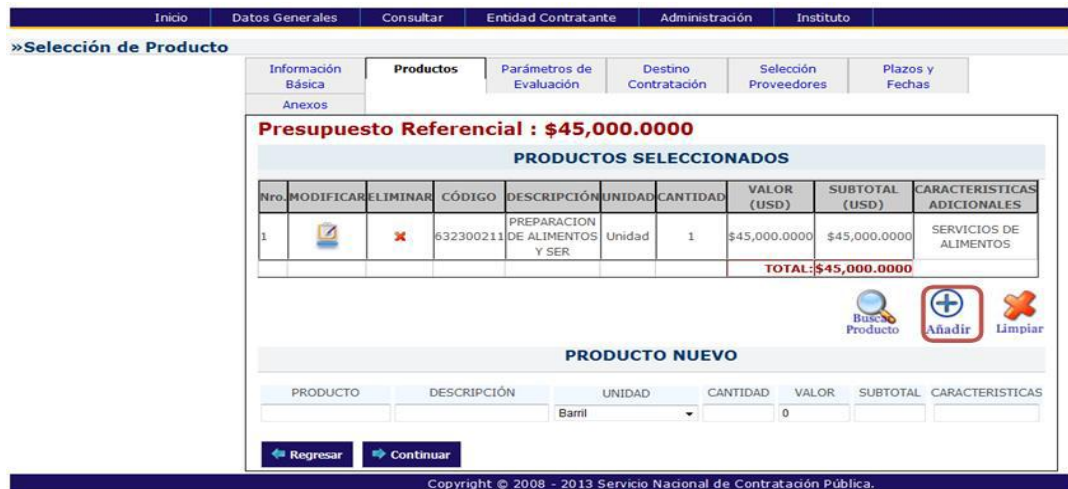 Inicio Datos Generales Consultar Entidad Contratante Administración Instituto
»Selección de Producto
Información Básica Productos Parámetros de Evaluación Destino Contratación Selección Proveedores Plazos y Fechas
Anexos
Presupuesto Referencial : $45,000.0000
PRODUCTOS SELECCIONADOS
Nro. MODIFICAR ELIMINAR CÓDIGO DESCRIPCIÓN UNIDAD CANTIDAD VALOR (USD) SUBTOTAL (USD) CARACTERISTICAS ADICIONALES
1 632300211 PREPARACION DE ALIMENTOS Y SER Unidad 1 $45,000.0000 $45,000.0000 SERVICIOS DE ALIMENTOS
TOTAL: $45,000.0000
Buscar Producto Añadir Limpiar
PRODUCTO NUEVO
PRODUCTO DESCRIPCIÓN UNIDAD CANTIDAD VALOR SUBTOTAL CARACTERISTICAS
Barril 0
Regresar Continuar
Copyright © 2008 - 2013 Servicio Nacional de Contratación Pública.